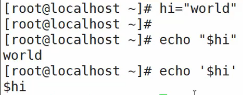 [root@localhost ~]# hi="world"
[root@localhost ~]#
[root@localhost ~]# echo "$hi"
world
[root@localhost ~]# echo '$hi'
$hi